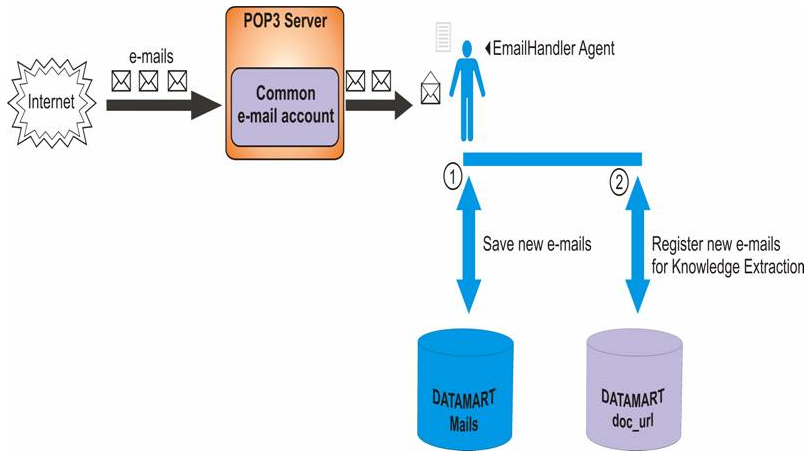 POP3 Server
e-mails
Internet
Common
e-mail account
EmailHandler Agent
1
2
Save new e-mails
Register new e-mails
for Knowledge Extraction
DATAMART
Mails
DATAMART
doc_url